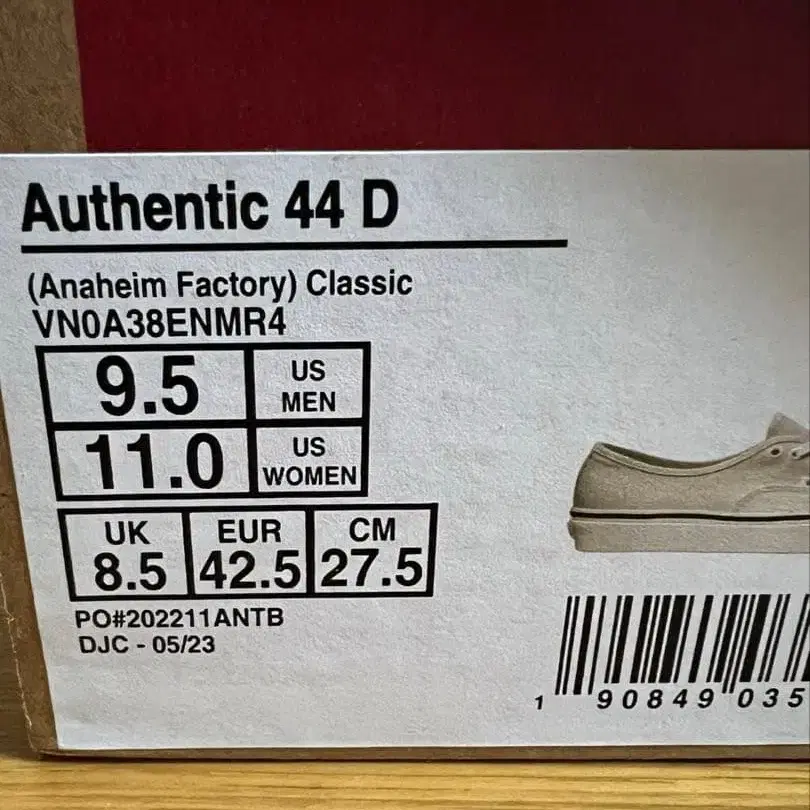 Authentic 44 D
(Anaheim Factory) Classic
VN0A38ENMR4
9.5 US MEN
11.0 US WOMEN
UK EUR CM
8.5 42.5 27.5
PO#202211ANTB
DJC - 05/23
1 90849 035